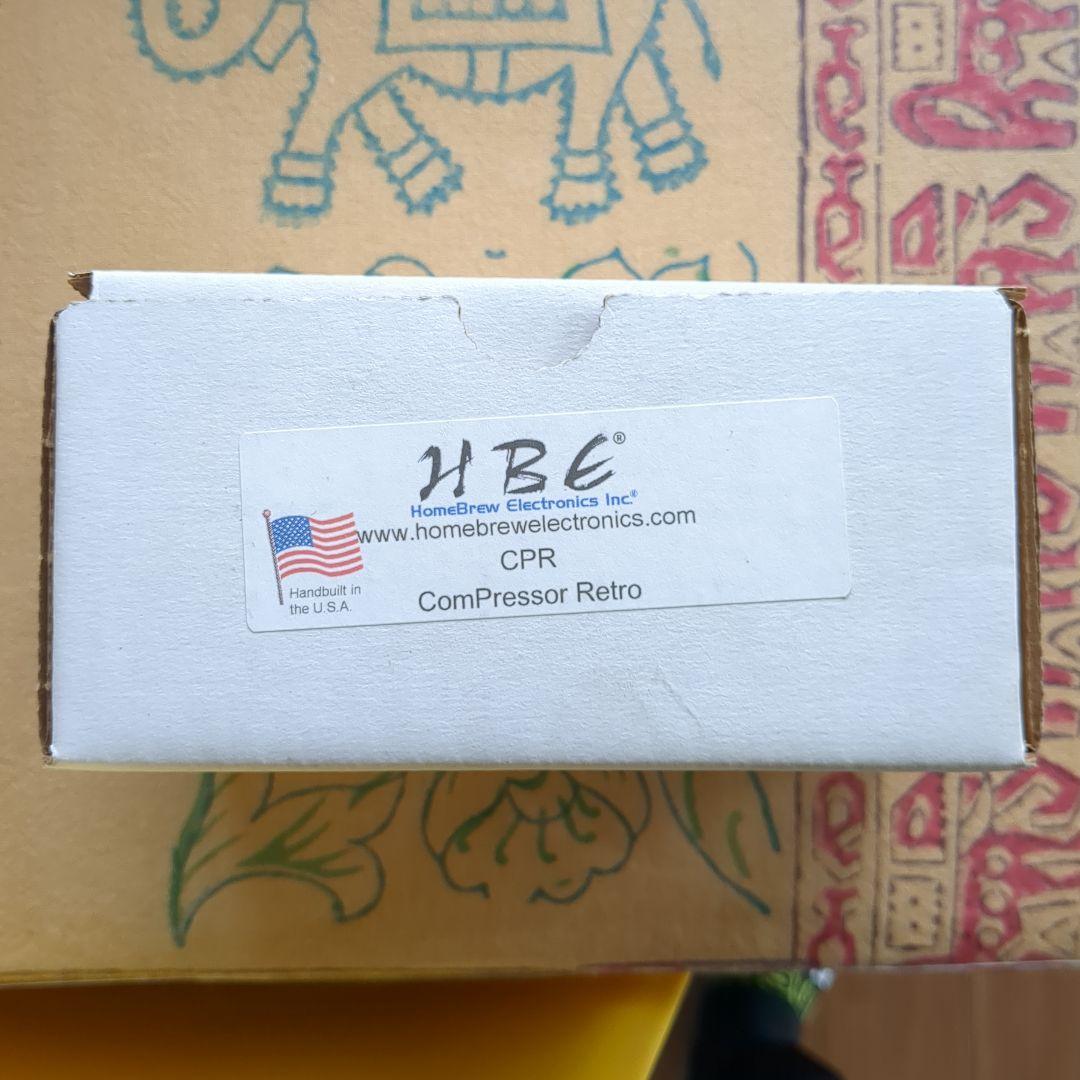 HBE®
HomeBrew Electronics Inc.®
www.homebrewelectronics.com
CPR
ComPressor Retro
Handbuilt in
the U.S.A.